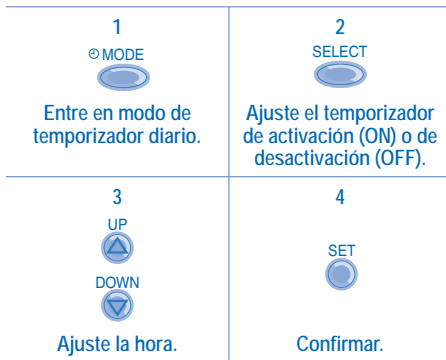 1
⏲ MODE
Entre en modo de
temporizador diario.
2
SELECT
Ajuste el temporizador
de activación (ON) o de
desactivación (OFF).
3
UP
DOWN
Ajuste la hora.
4
SET
Confirmar.